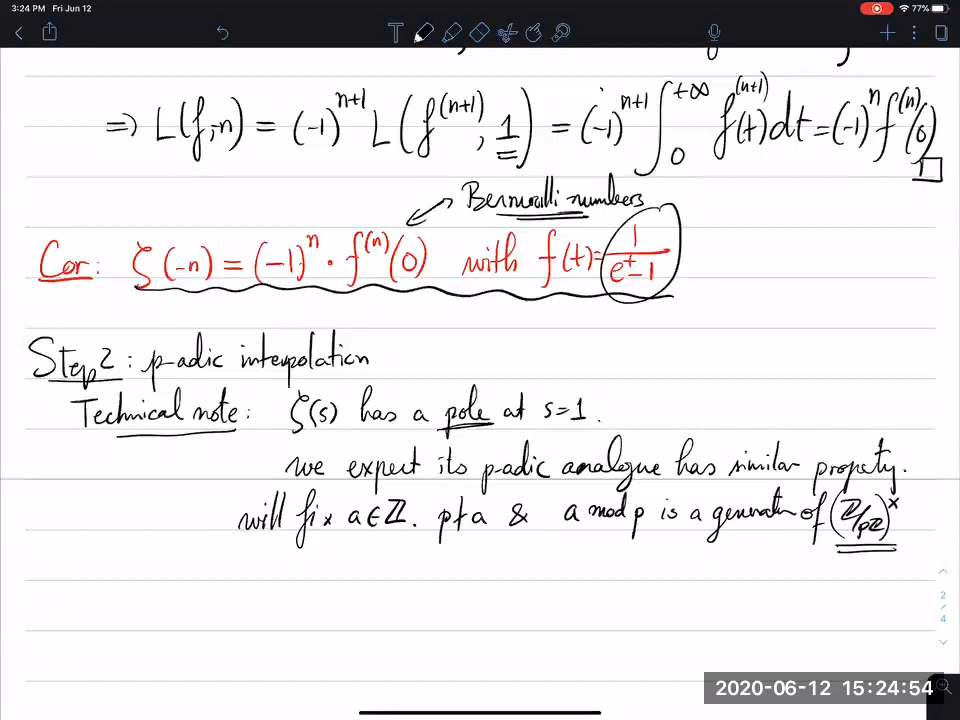 3:24 PM Fri Jun 12
77%
⇒ L(f,-n) = (-1)^{n+1} L(f^{(n+1)}, 1) = (-1)^{n+1} ∫_0^{+∞} f^{(n+1)}(t) dt = (-1)^n f^{(n)}(0) □
Bernoulli numbers
Cor: ζ(-n) = (-1)^n · f^{(n)}(0) with f(t) = 1/(e^t-1)
Step 2: p-adic interpolation
Technical note: ζ(s) has a pole at s=1.
we expect its p-adic analogue has similar property.
will fix a∈ℤ. p∤a & a mod p is a generator of (ℤ/pℤ)^×
2
/
4
2020-06-12 15:24:54